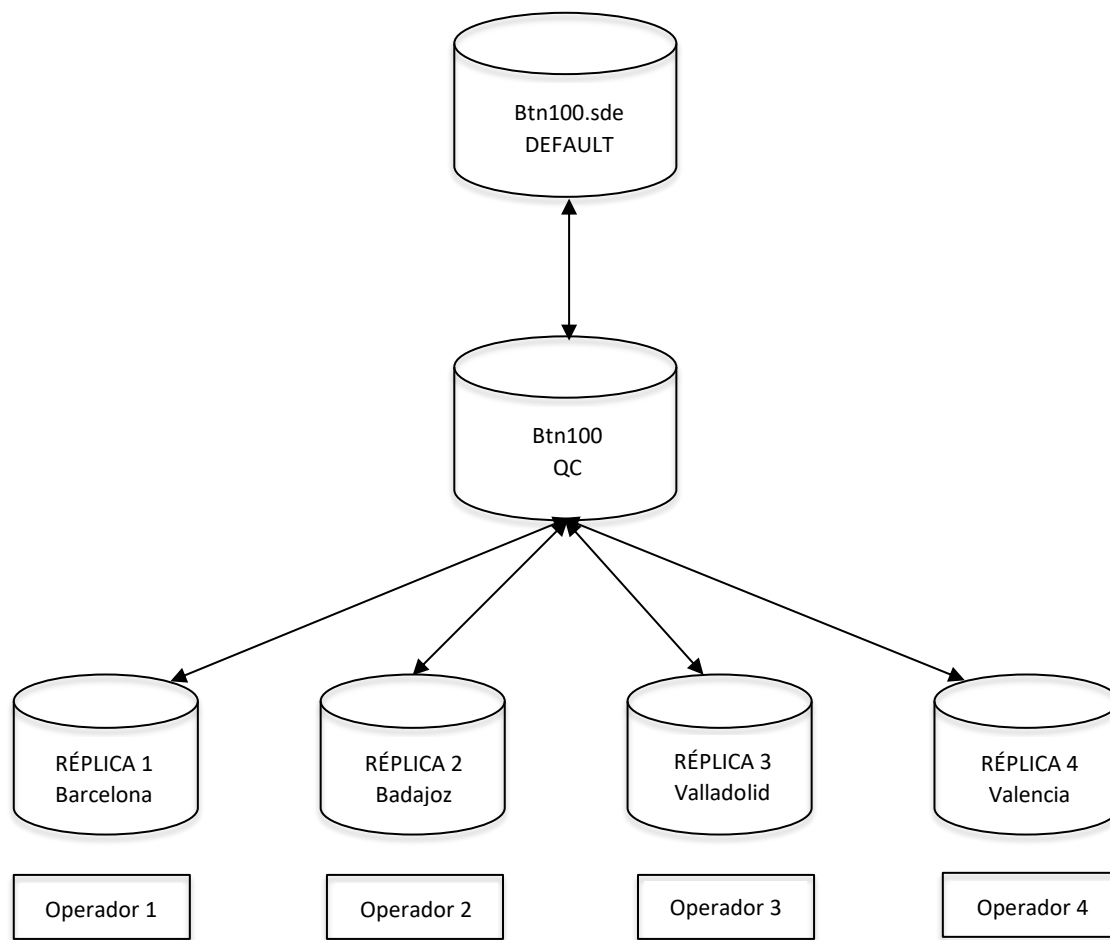 Btn100.sde
DEFAULT
Btn100
QC
RÉPLICA 1
Barcelona
RÉPLICA 2
Badajoz
RÉPLICA 3
Valladolid
RÉPLICA 4
Valencia
Operador 1
Operador 2
Operador 3
Operador 4